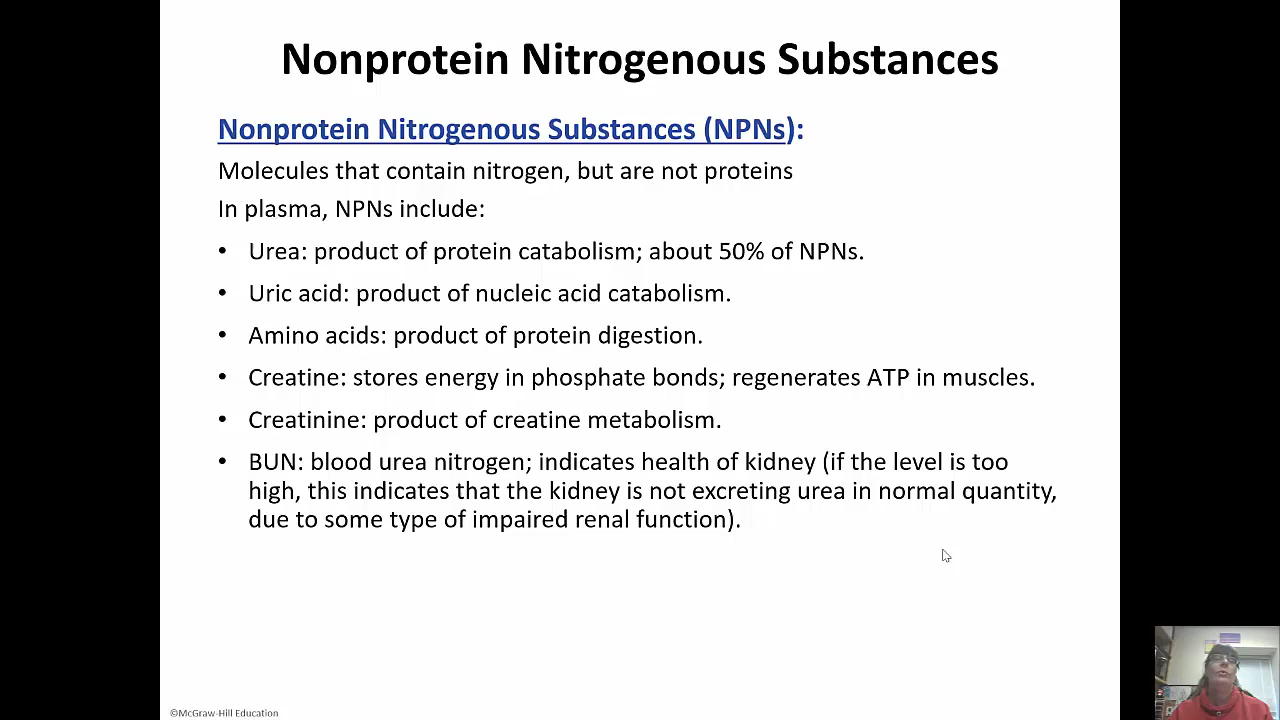 Nonprotein Nitrogenous Substances
Nonprotein Nitrogenous Substances (NPNs):
Molecules that contain nitrogen, but are not proteins
In plasma, NPNs include:
• Urea: product of protein catabolism; about 50% of NPNs.
• Uric acid: product of nucleic acid catabolism.
• Amino acids: product of protein digestion.
• Creatine: stores energy in phosphate bonds; regenerates ATP in muscles.
• Creatinine: product of creatine metabolism.
• BUN: blood urea nitrogen; indicates health of kidney (if the level is too
high, this indicates that the kidney is not excreting urea in normal quantity,
due to some type of impaired renal function).
©McGraw-Hill Education